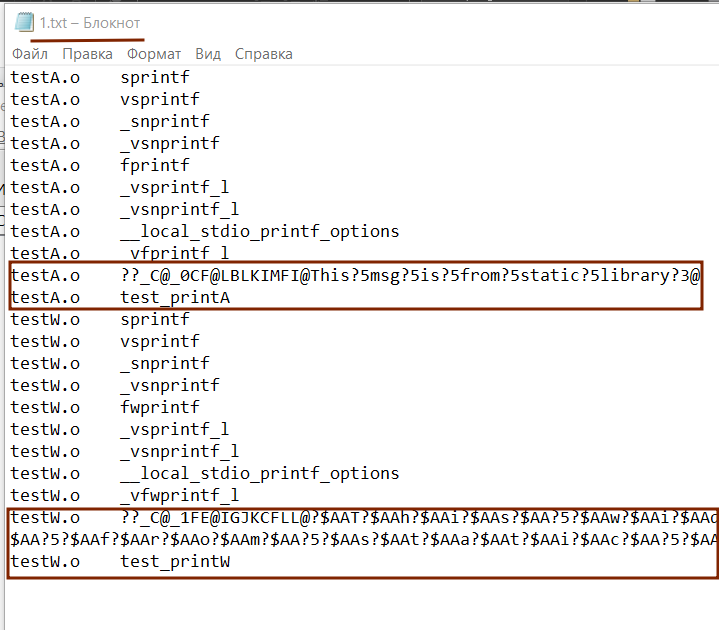 1.txt – Блокнот
Файл Правка Формат Вид Справка
testA.o sprintf
testA.o vsprintf
testA.o _snprintf
testA.o _vsnprintf
testA.o fprintf
testA.o _vsprintf_l
testA.o _vsnprintf_l
testA.o __local_stdio_printf_options
testA.o _vfprintf_l
testA.o ??_C@_0CF@LBLKIMFI@This?5msg?5is?5from?5static?5library?3@
testA.o test_printA
testW.o sprintf
testW.o vsprintf
testW.o _snprintf
testW.o _vsnprintf
testW.o fwprintf
testW.o _vsprintf_l
testW.o _vsnprintf_l
testW.o __local_stdio_printf_options
testW.o _vfwprintf_l
testW.o ??_C@_1FE@IGJKCFLL@?$AAT?$AAh?$AAi?$AAs?$AA?5?$AAw?$AAi?$AA
$AA?5?$AAf?$AAr?$AAo?$AAm?$AA?5?$AAs?$AAt?$AAa?$AAt?$AAi?$AAc?$AA?5?$AA
testW.o test_printW